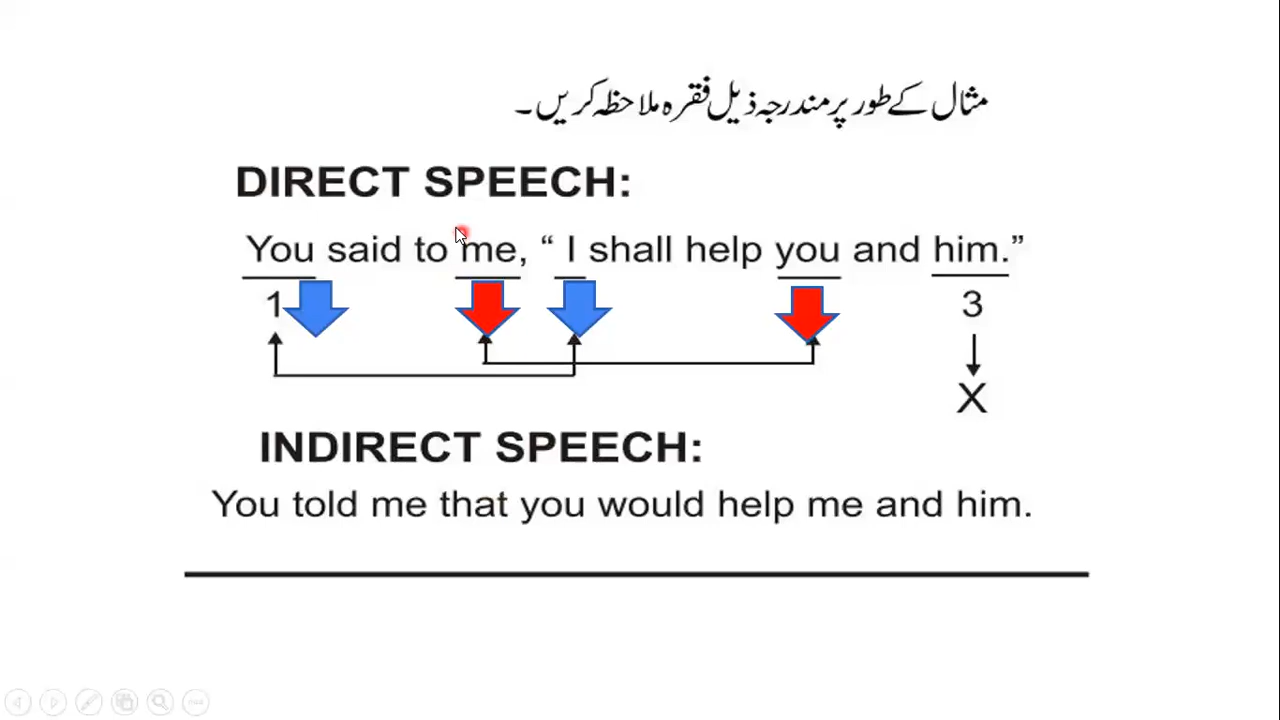 مثال کے طور پر مندرجہ ذیل فقرہ ملاحظہ کریں۔
DIRECT SPEECH:
You said to me, “ I shall help you and him.”
1 3
X
INDIRECT SPEECH:
You told me that you would help me and him.